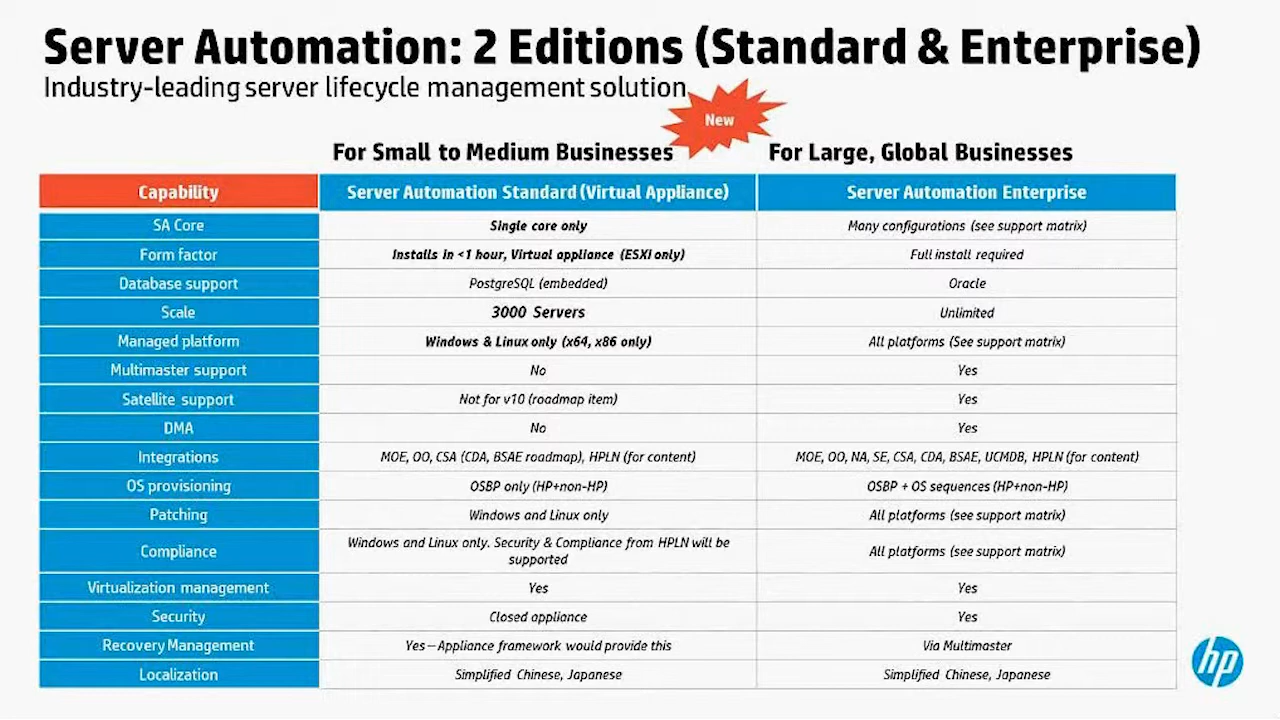 Server Automation: 2 Editions (Standard & Enterprise)
Industry-leading server lifecycle management solution
New
For Small to Medium Businesses
For Large, Global Businesses
Capability
Server Automation Standard (Virtual Appliance)
Server Automation Enterprise
SA Core
Single core only
Many configurations (see support matrix)
Form factor
Installs in <1 hour, Virtual appliance (ESXI only)
Full install required
Database support
PostgreSQL (embedded)
Oracle
Scale
3000 Servers
Unlimited
Managed platform
Windows & Linux only (x64, x86 only)
All platforms (See support matrix)
Multimaster support
No
Yes
Satellite support
Not for v10 (roadmap item)
Yes
DMA
No
Yes
Integrations
MOE, OO, CSA (CDA, BSAE roadmap), HPLN (for content)
MOE, OO, NA, SE, CSA, CDA, BSAE, UCMDB, HPLN (for content)
OS provisioning
OSBP only (HP+non-HP)
OSBP + OS sequences (HP+non-HP)
Patching
Windows and Linux only
All platforms (see support matrix)
Compliance
Windows and Linux only. Security & Compliance from HPLN will be
supported
All platforms (see support matrix)
Virtualization management
Yes
Yes
Security
Closed appliance
Yes
Recovery Management
Yes – Appliance framework would provide this
Via Multimaster
Localization
Simplified Chinese, Japanese
Simplified Chinese, Japanese
hp